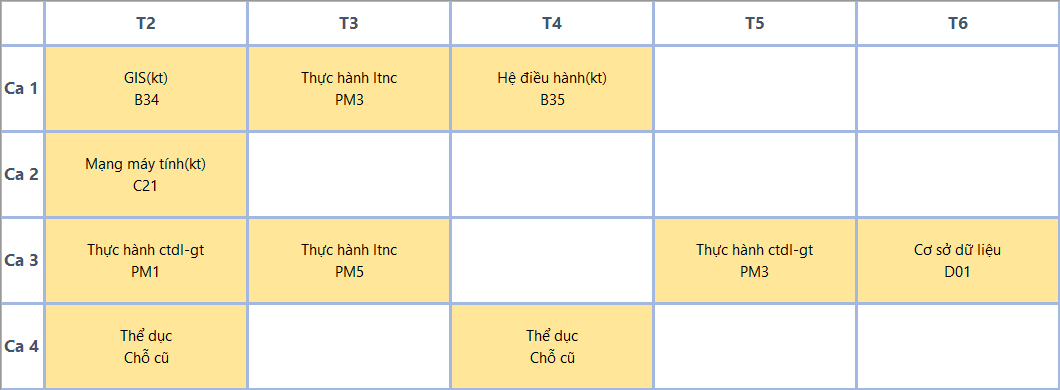 T2
T3
T4
T5
T6
Ca 1
GIS(kt)
B34
Thực hành ltnc
PM3
Hệ điều hành(kt)
B35
Ca 2
Mạng máy tính(kt)
C21
Ca 3
Thực hành ctdl-gt
PM1
Thực hành ltnc
PM5
Thực hành ctdl-gt
PM3
Cơ sở dữ liệu
D01
Ca 4
Thể dục
Chỗ cũ
Thể dục
Chỗ cũ